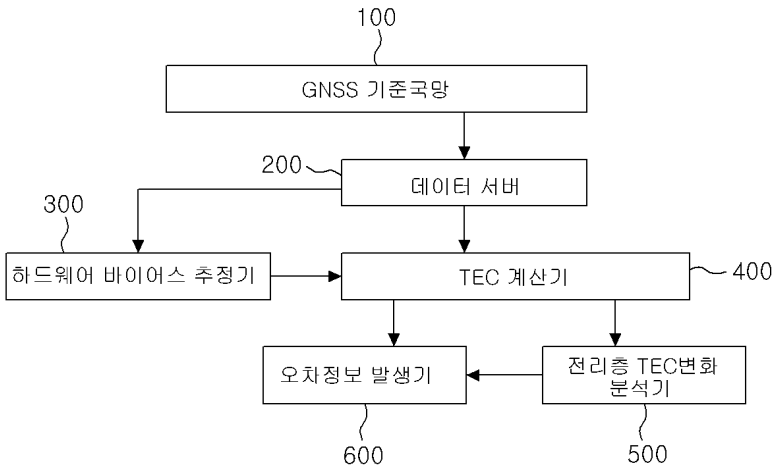 100
GNSS 기준국망
200
데이터 서버
300
하드웨어 바이어스 추정기
TEC 계산기
400
오차정보 발생기
전리층 TEC변화
분석기
600
500